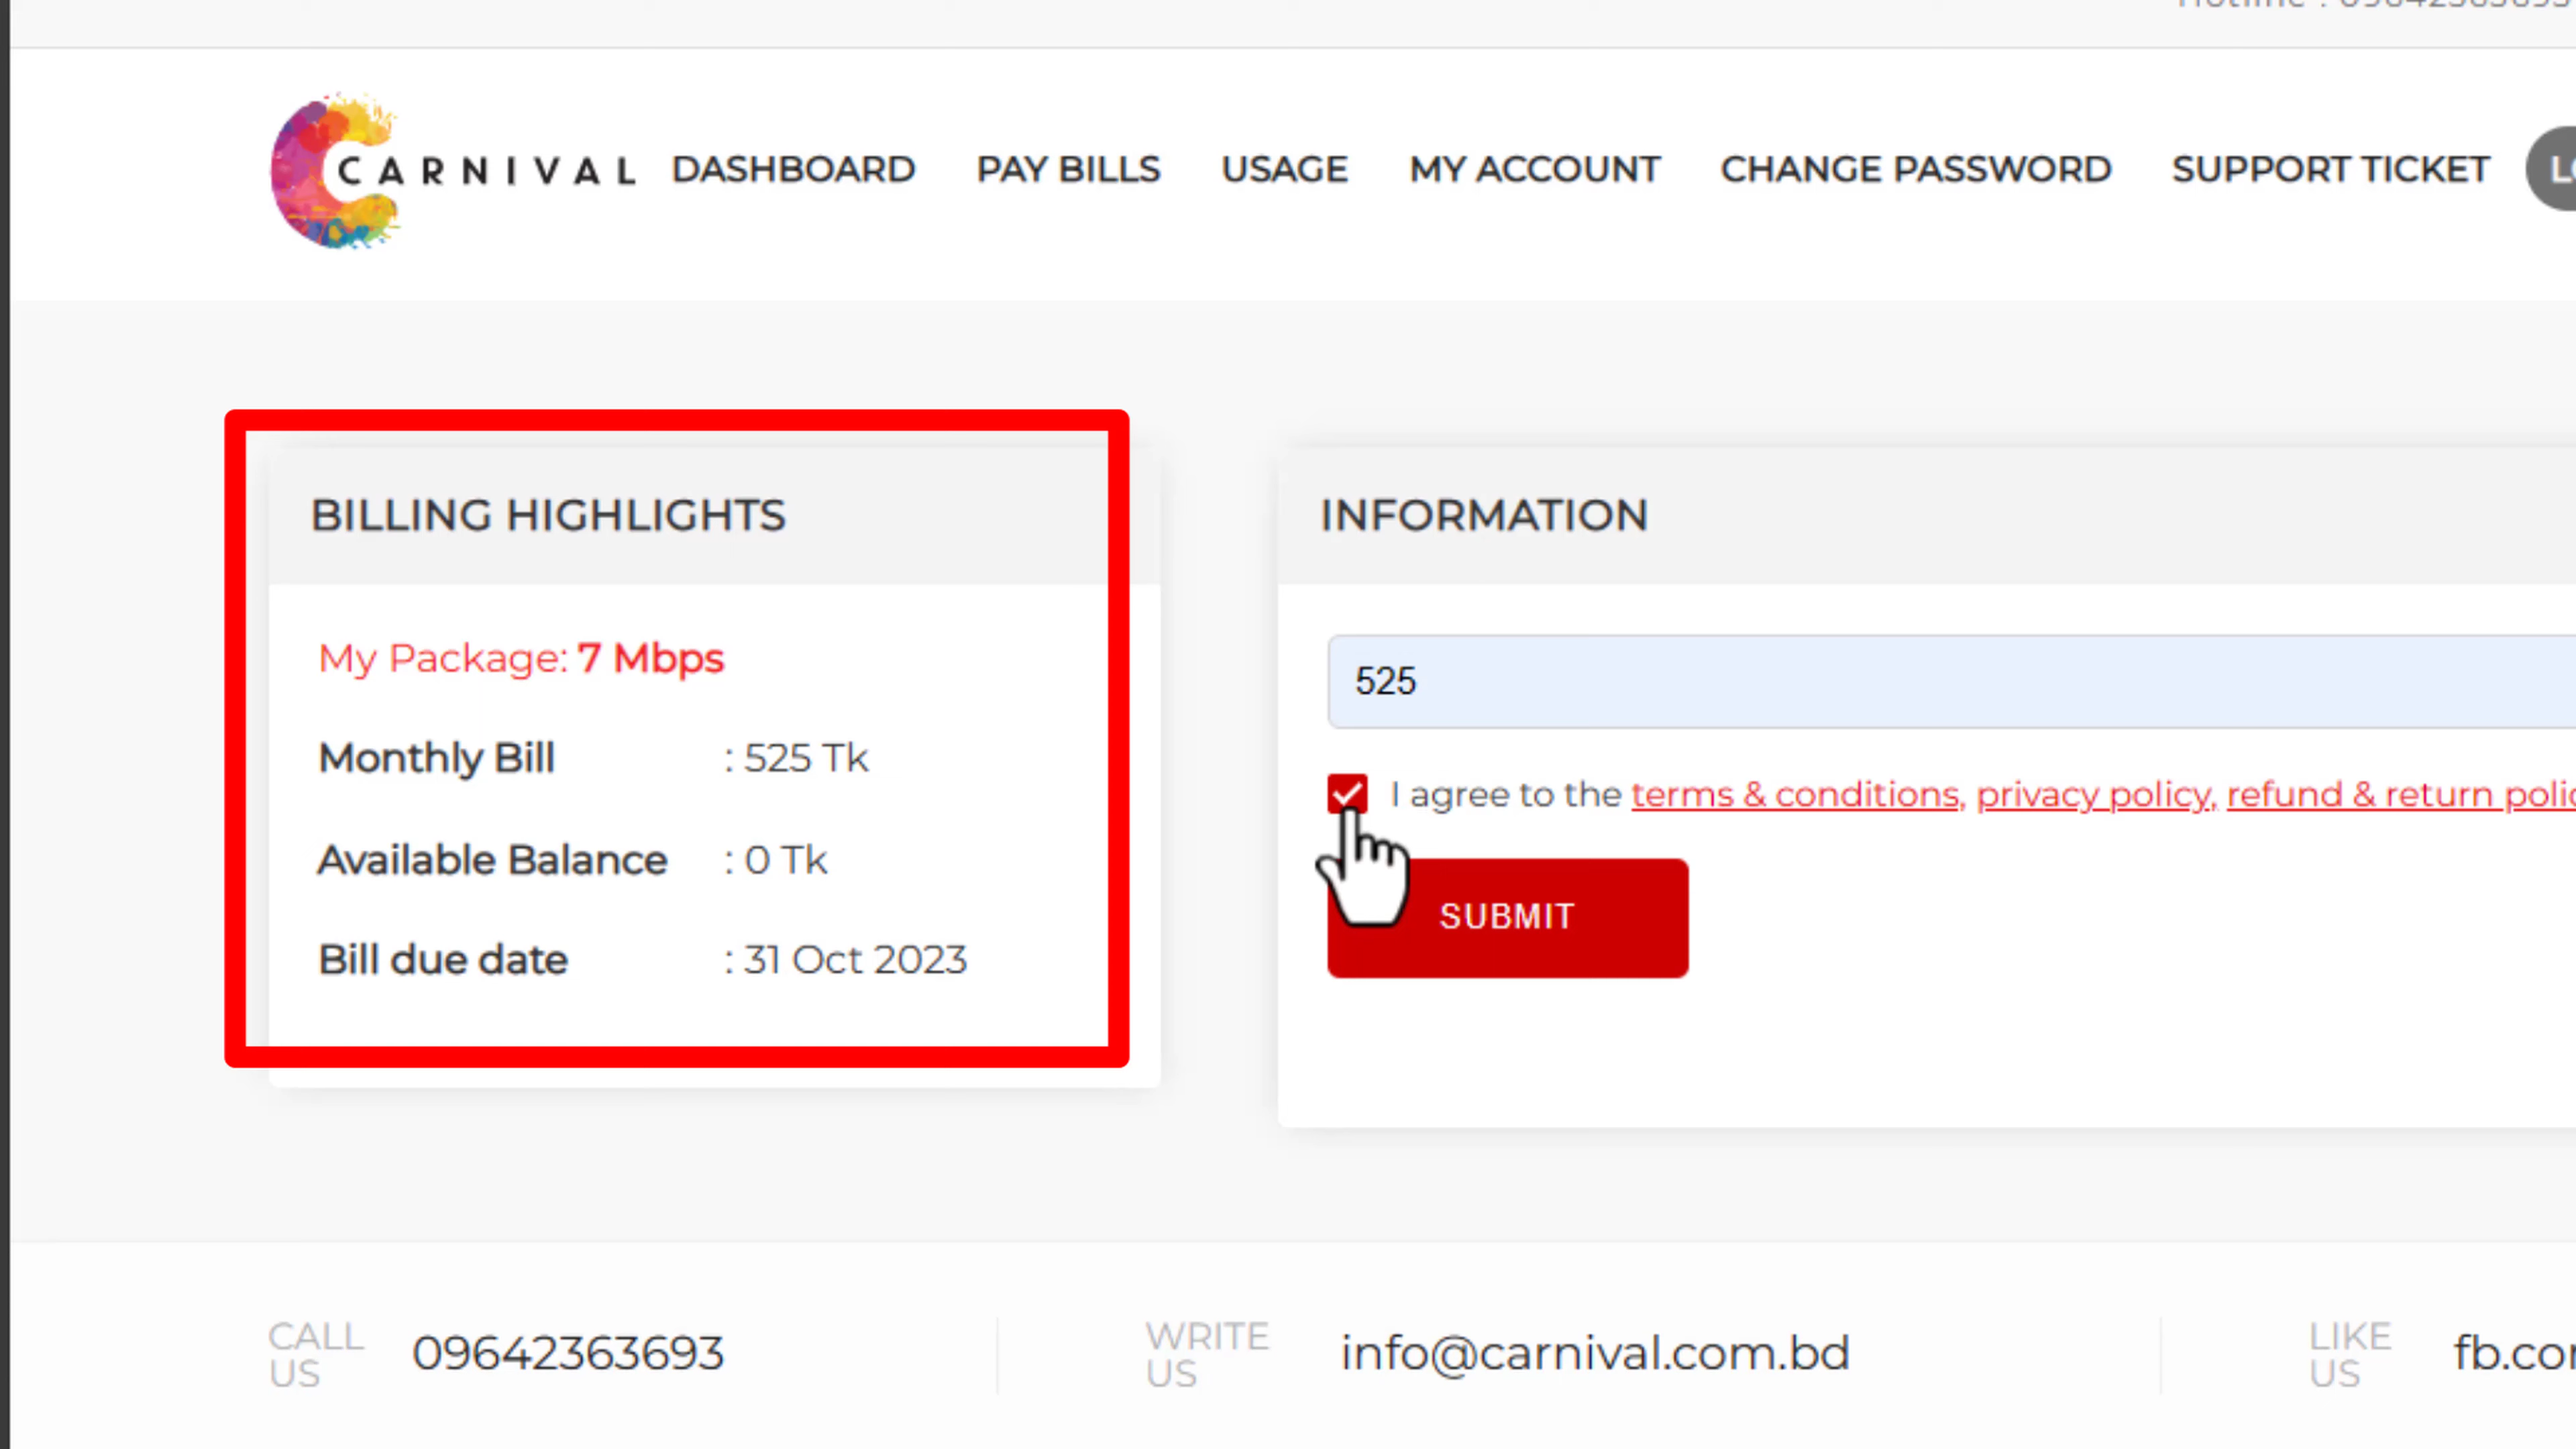 CARNIVAL DASHBOARD PAY BILLS USAGE MY ACCOUNT CHANGE PASSWORD SUPPORT TICKET
BILLING HIGHLIGHTS
My Package: 7 Mbps
Monthly Bill : 525 Tk
Available Balance : 0 Tk
Bill due date : 31 Oct 2023
INFORMATION
525
I agree to the terms & conditions, privacy policy, refund & return
SUBMIT
CALL US 09642363693
WRITE US info@carnival.com.bd
LIKE US